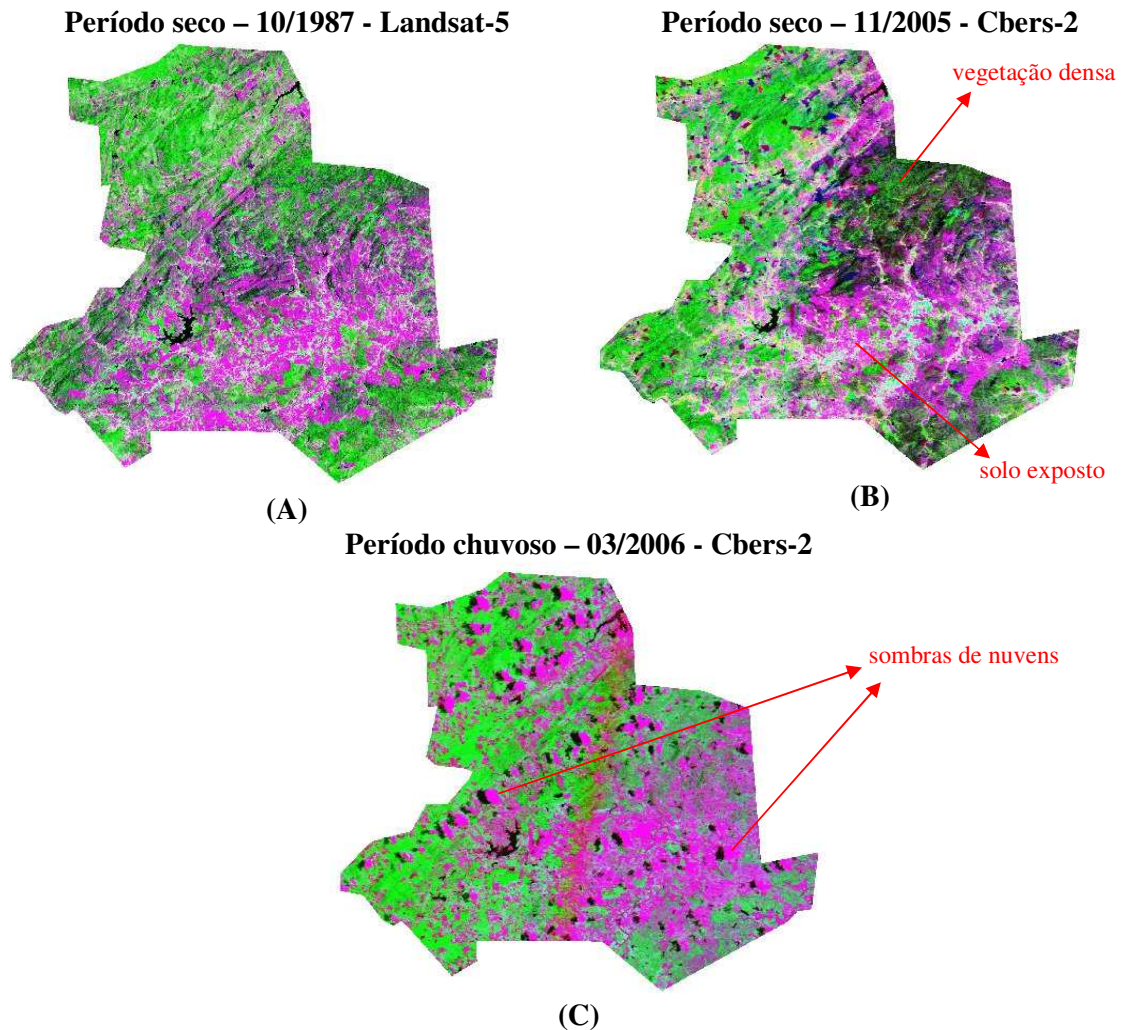 Período seco – 10/1987 - Landsat-5
Período seco – 11/2005 - Cbers-2
vegetação densa
solo exposto
(A)
(B)
Período chuvoso – 03/2006 - Cbers-2
sombras de nuvens
(C)